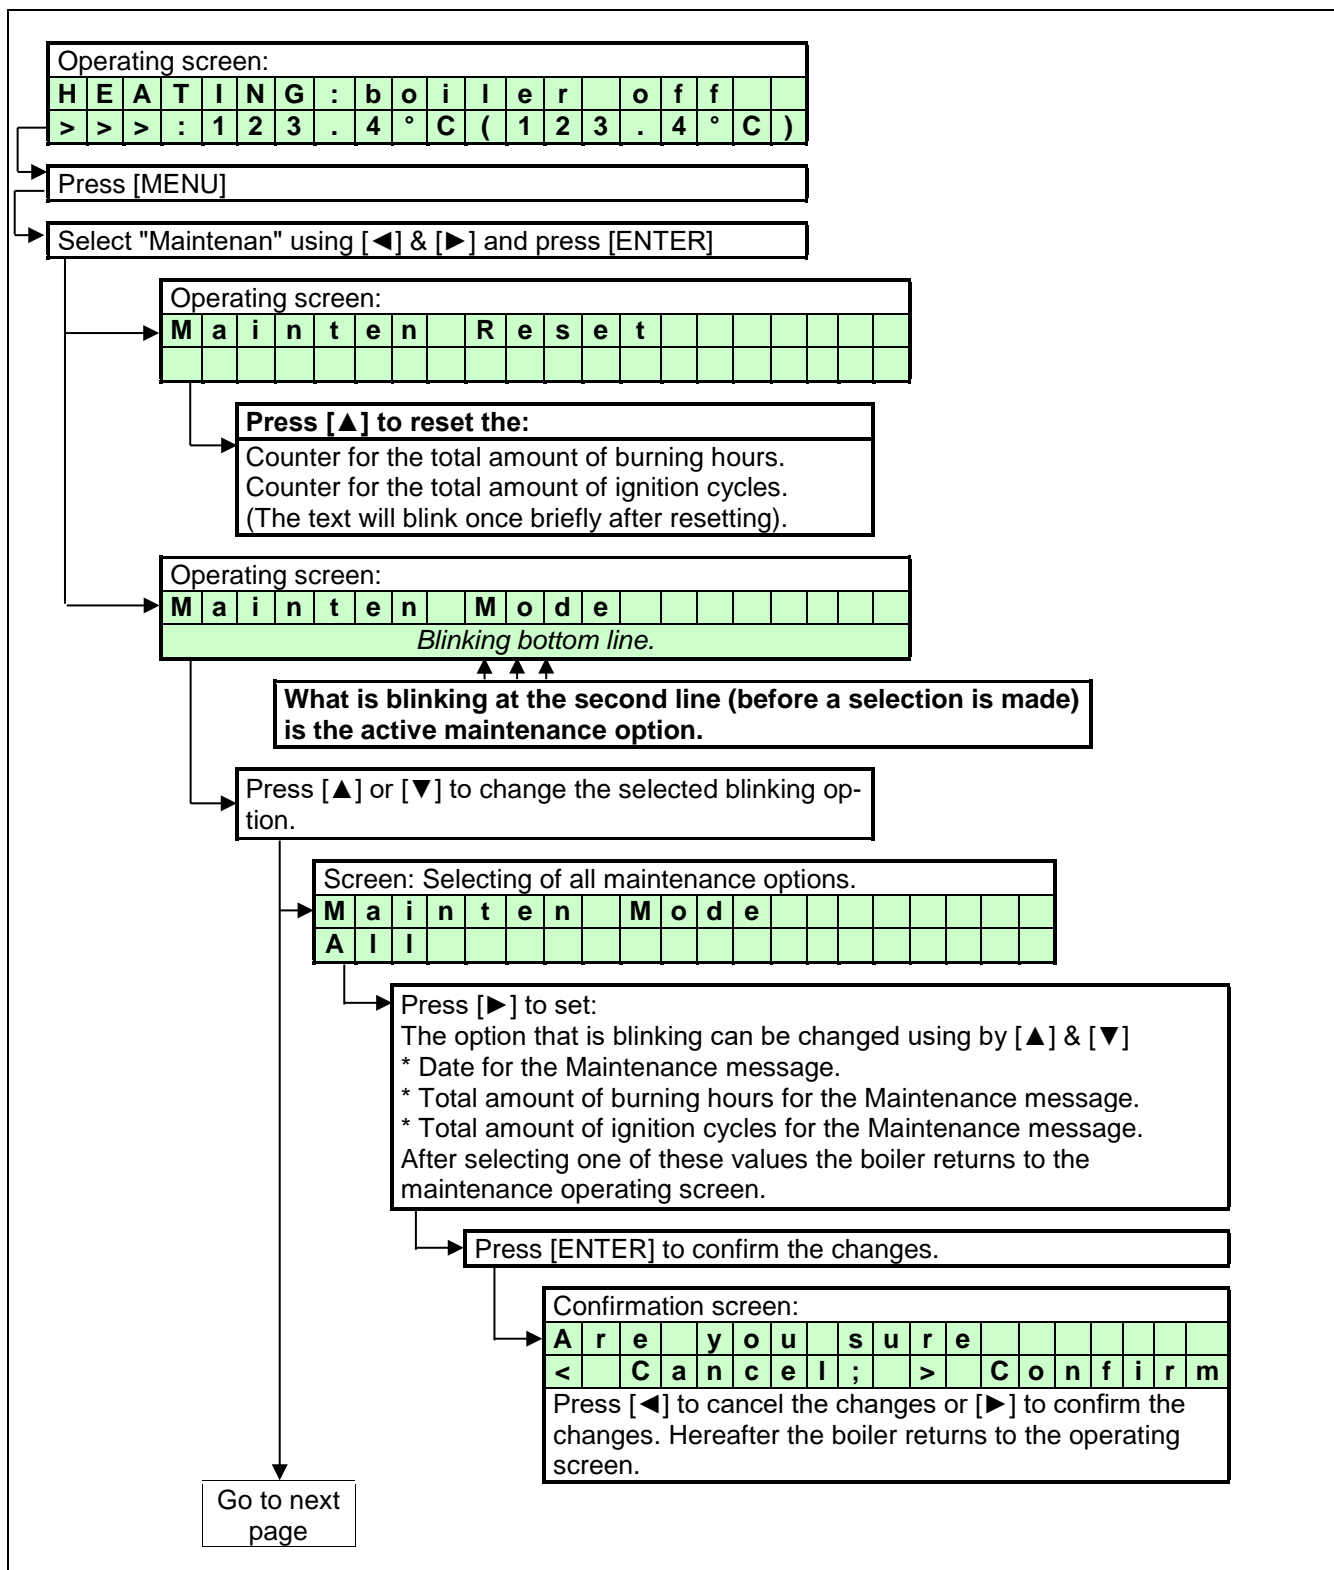 Operating screen:
HEATING:boiler off
>>>:123.4°C(123.4°C)
Press [MENU]
Select "Maintenan" using [◄] & [►] and press [ENTER]
Operating screen:
Mainten Reset
Press [▲] to reset the:
Counter for the total amount of burning hours.
Counter for the total amount of ignition cycles.
(The text will blink once briefly after resetting).
Operating screen:
Mainten Mode
Blinking bottom line.
What is blinking at the second line (before a selection is made)
is the active maintenance option.
Press [▲] or [▼] to change the selected blinking op-
tion.
Screen: Selecting of all maintenance options.
Mainten Mode
All
Press [►] to set:
The option that is blinking can be changed using by [▲] & [▼]
* Date for the Maintenance message.
* Total amount of burning hours for the Maintenance message.
* Total amount of ignition cycles for the Maintenance message.
After selecting one of these values the boiler returns to the
maintenance operating screen.
Press [ENTER] to confirm the changes.
Confirmation screen:
Are you sure
< Cancel; > Confirm
Press [◄] to cancel the changes or [►] to confirm the
changes. Hereafter the boiler returns to the operating
screen.
Go to next
page